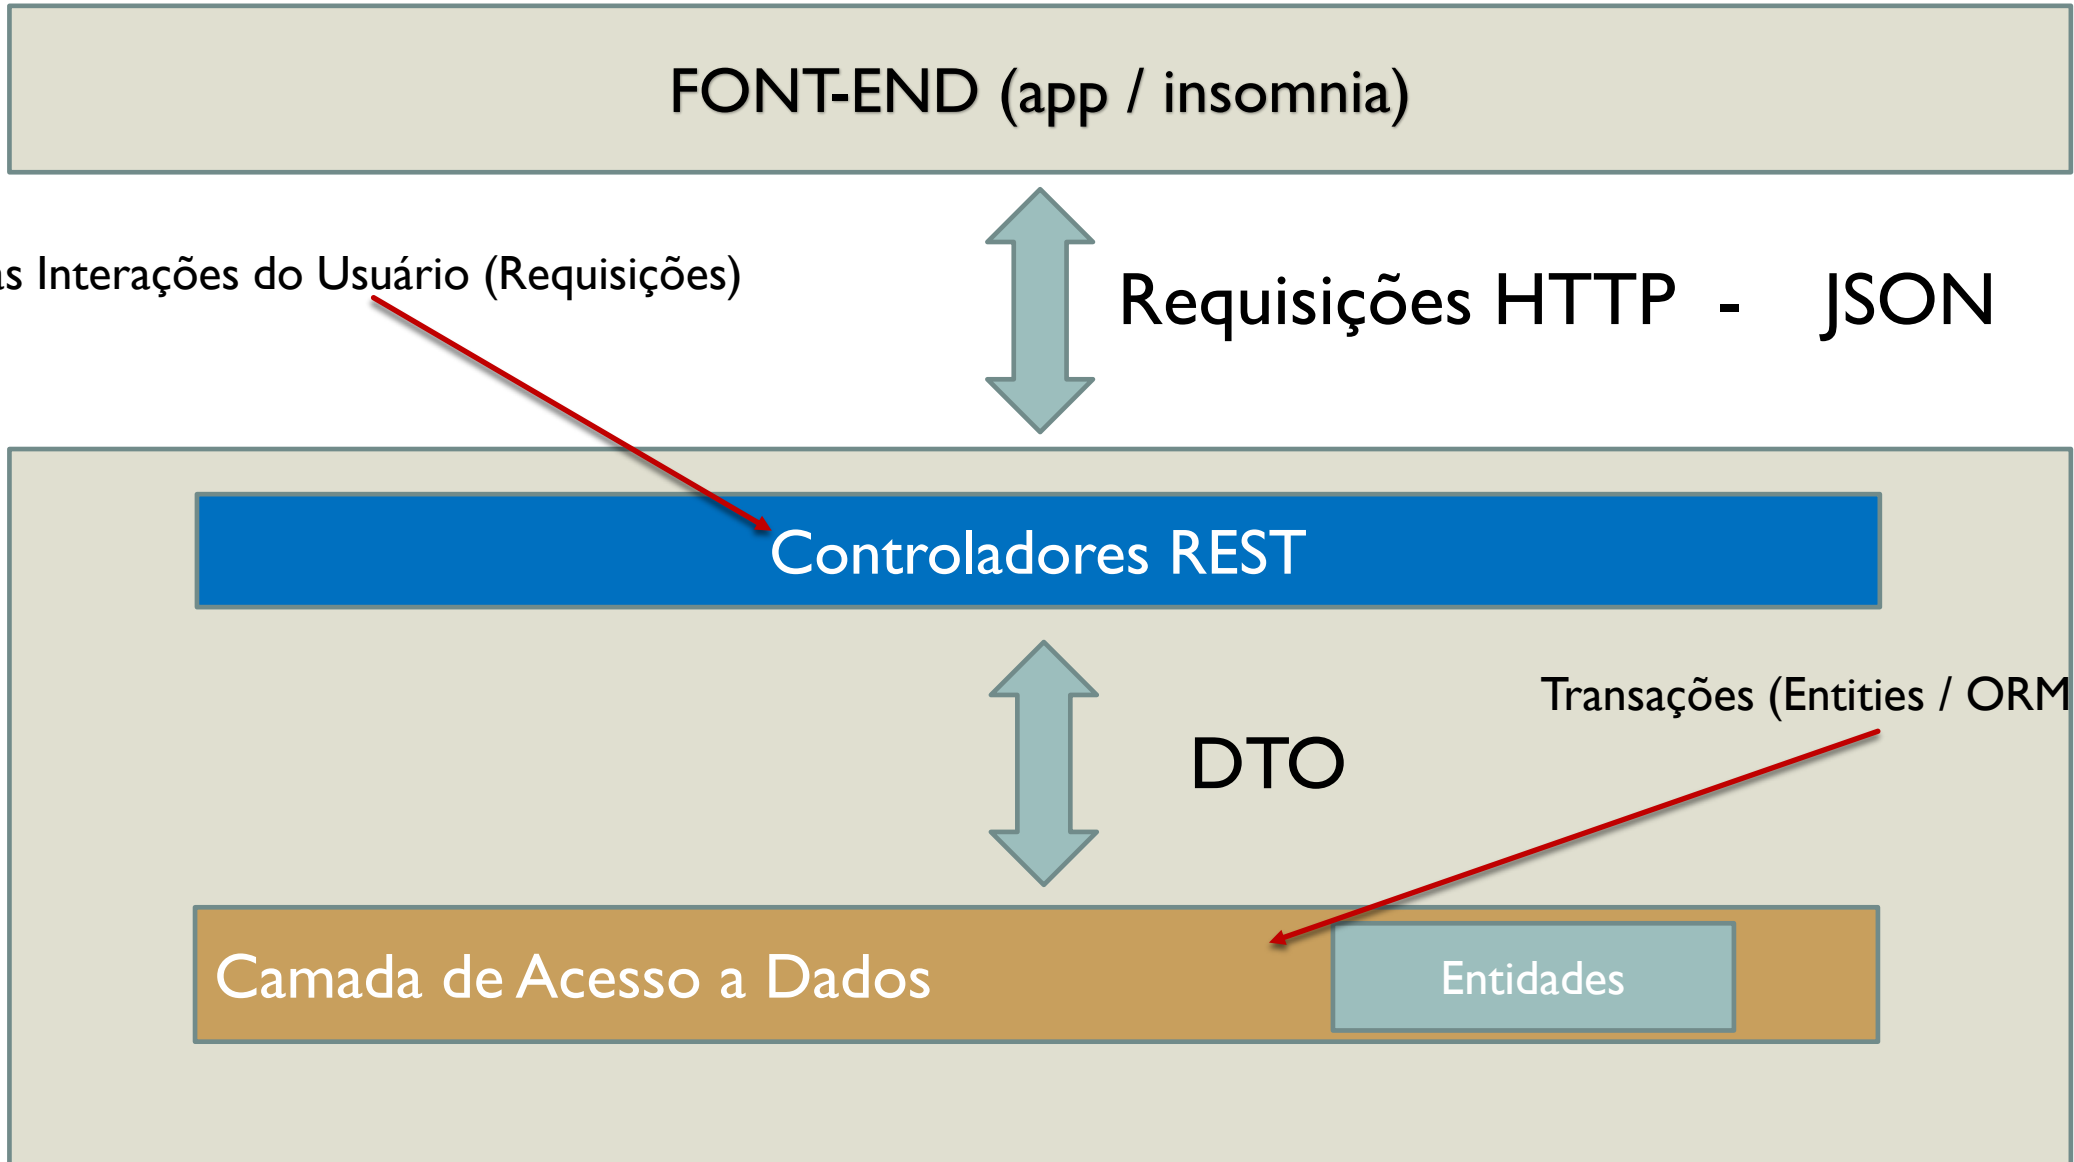 FONT-END (app / insomnia)
Interações do Usuário (Requisições)
Requisições HTTP - JSON
Controladores REST
Transações (Entities / ORM
DTO
Camada de Acesso a Dados
Entidades